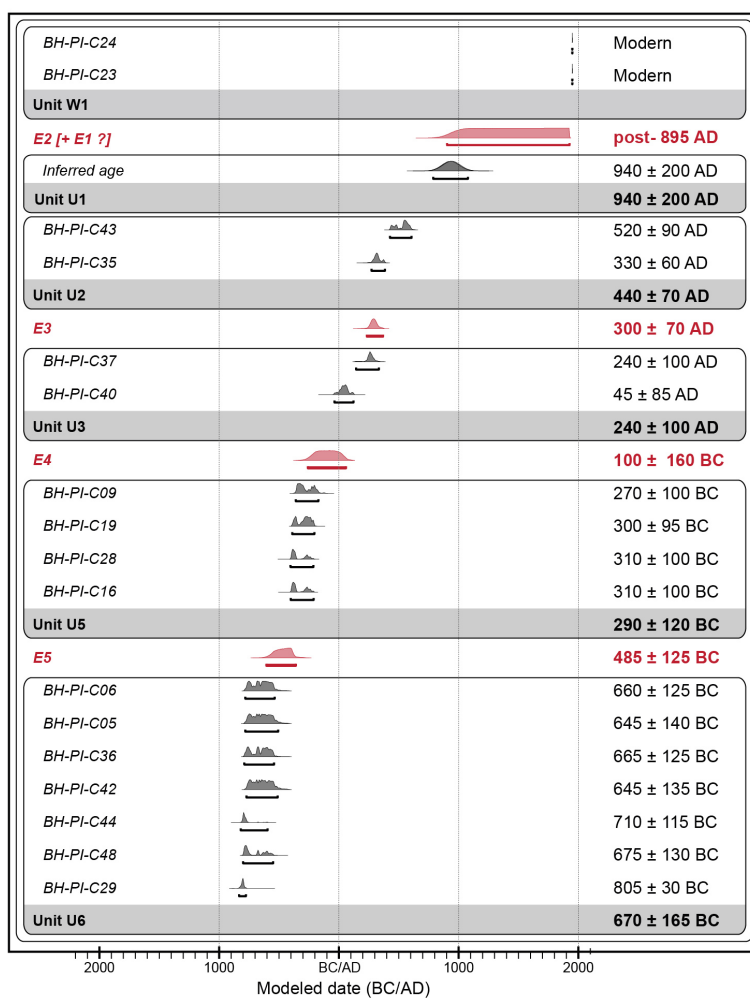 BH-PI-C24 Modern
BH-PI-C23 Modern
Unit W1
E2 [+ E1 ?] post- 895 AD
Inferred age 940 ± 200 AD
Unit U1 940 ± 200 AD
BH-PI-C43 520 ± 90 AD
BH-PI-C35 330 ± 60 AD
Unit U2 440 ± 70 AD
E3 300 ± 70 AD
BH-PI-C37 240 ± 100 AD
BH-PI-C40 45 ± 85 AD
Unit U3 240 ± 100 AD
E4 100 ± 160 BC
BH-PI-C09 270 ± 100 BC
BH-PI-C19 300 ± 95 BC
BH-PI-C28 310 ± 100 BC
BH-PI-C16 310 ± 100 BC
Unit U5 290 ± 120 BC
E5 485 ± 125 BC
BH-PI-C06 660 ± 125 BC
BH-PI-C05 645 ± 140 BC
BH-PI-C36 665 ± 125 BC
BH-PI-C42 645 ± 135 BC
BH-PI-C44 710 ± 115 BC
BH-PI-C48 675 ± 130 BC
BH-PI-C29 805 ± 30 BC
Unit U6 670 ± 165 BC
2000 1000 BC/AD 1000 2000
Modeled date (BC/AD)